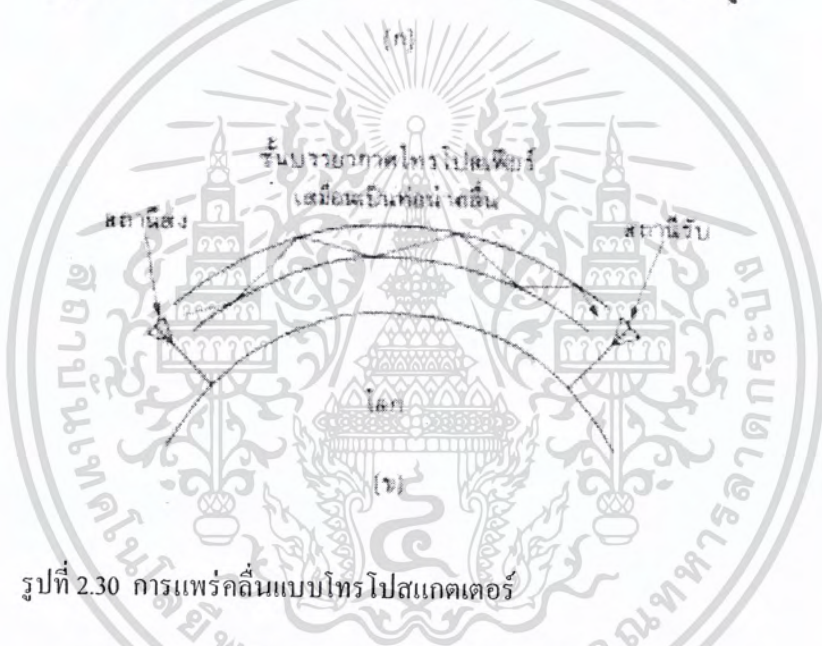 (ก)
ชั้นบรรยากาศโทรโปสเฟียร์
เสมือนเป็นท่อนำคลื่น
สถานีส่ง
สถานีรับ
โลก
(ข)
รูปที่ 2.30 การแพร่คลื่นแบบโทรโปสแกตเตอร์